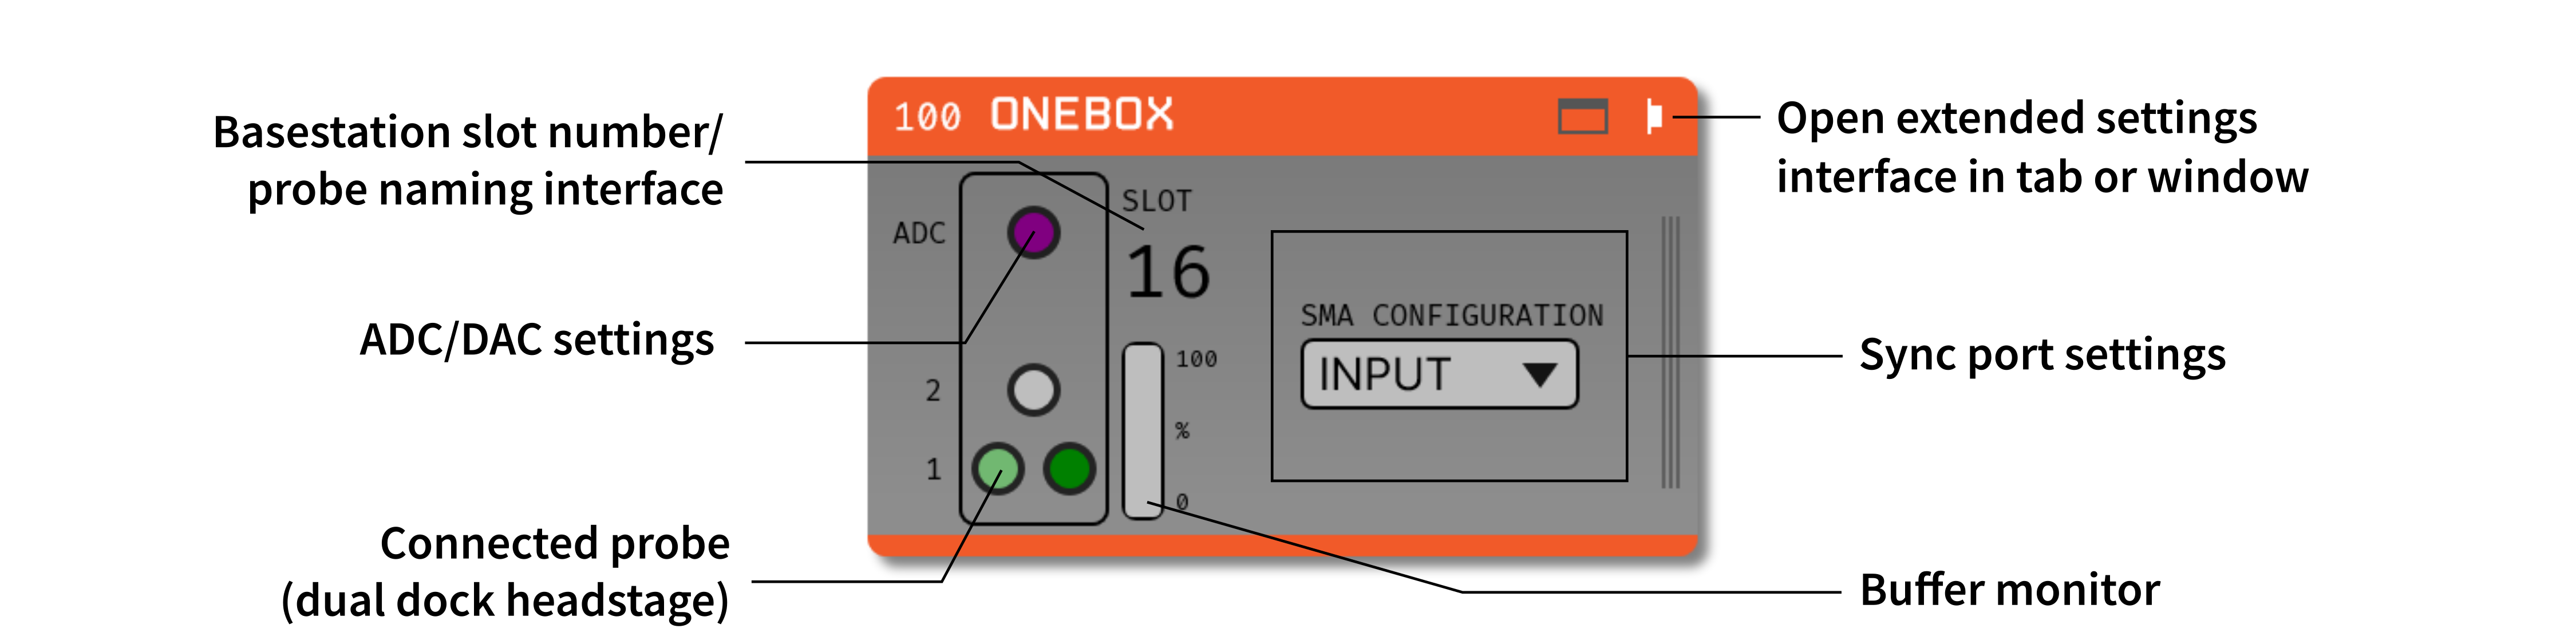 Basestation slot number/
probe naming interface
ADC/DAC settings
Connected probe
(dual dock headstage)
100 ONEBOX
ADC
2
1
SLOT
16
100
%
0
SMA CONFIGURATION
INPUT
Open extended settings
interface in tab or window
Sync port settings
Buffer monitor